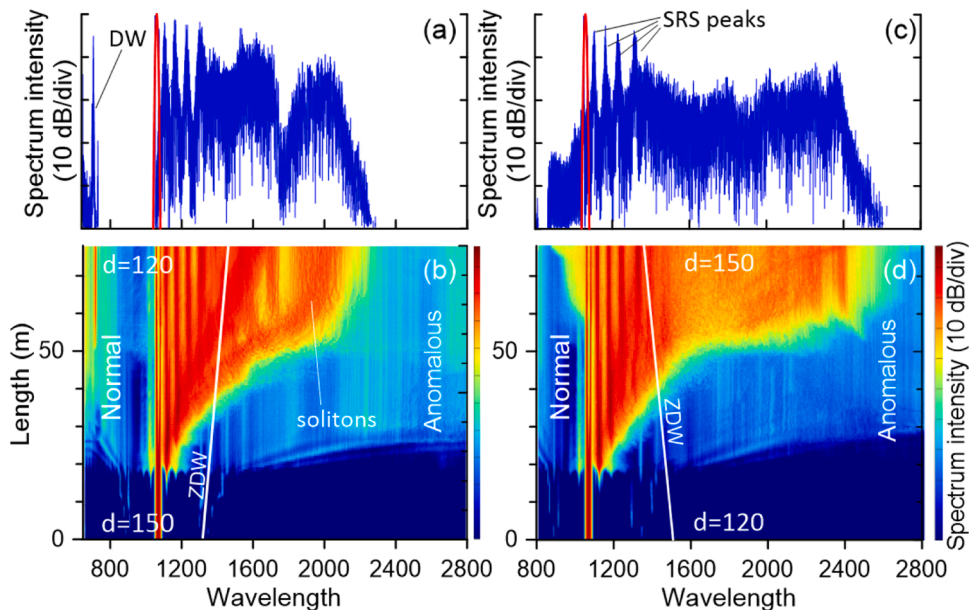 Spectrum intensity
(10 dB/div)
DW
(a)
SRS peaks
(c)
Spectrum intensity
(10 dB/div)
Length (m)
50
0
d=120
(b)
Normal
Anomalous
solitons
ZDW
d=150
800 1200 1600 2000 2400 2800
Wavelength
d=150
(d)
50
0
Normal
Anomalous
ZDW
d=120
800 1200 1600 2000 2400 2800
Wavelength
Spectrum intensity (10 dB/div)